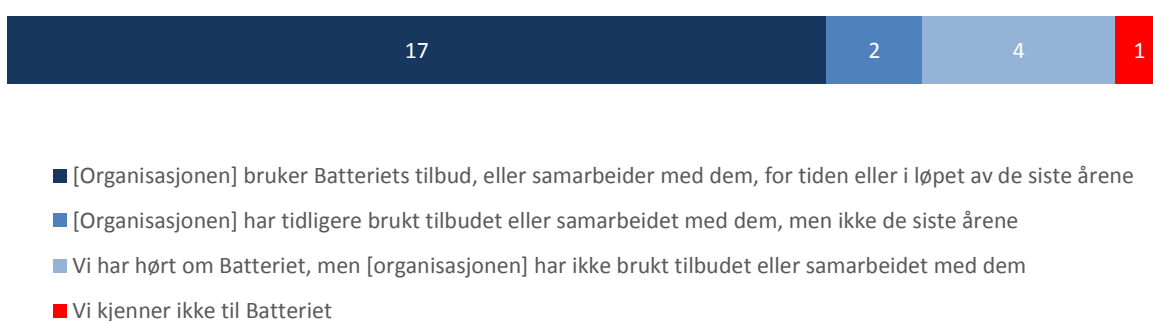 17 2 4 1
[Organisasjonen] bruker Batteriets tilbud, eller samarbeider med dem, for tiden eller i løpet av de siste årene
[Organisasjonen] har tidligere brukt tilbudet eller samarbeidet med dem, men ikke de siste årene
Vi har hørt om Batteriet, men [organisasjonen] har ikke brukt tilbudet eller samarbeidet med dem
Vi kjenner ikke til Batteriet